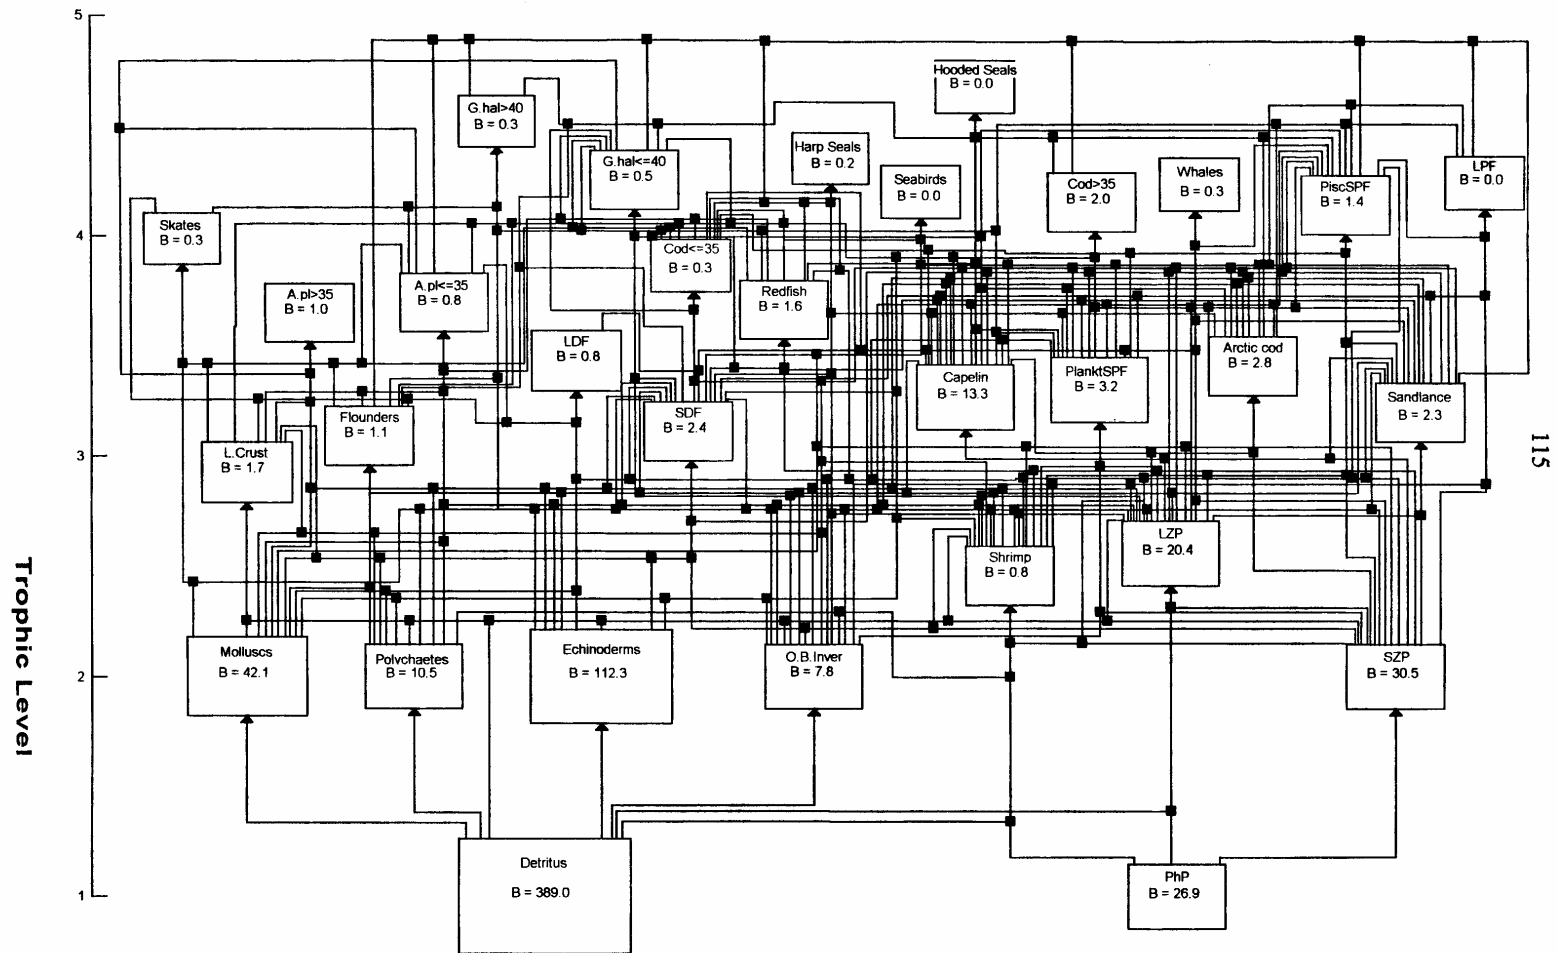 5
Hooded Seals
B = 0.0
G.hal>40
B = 0.3
Harp Seals
B = 0.2
G.hal<=40
B = 0.5
Seabirds
B = 0.0
Cod>35
B = 2.0
Whales
B = 0.3
PiscSPF
B = 1.4
LPF
B = 0.0
4
Skates
B = 0.3
Cod<=35
B = 0.3
A.pl>35
B = 1.0
A.pl<=35
B = 0.8
Redfish
B = 1.6
LDF
B = 0.8
Capelin
B = 13.3
PlanktSPF
B = 3.2
Arctic cod
B = 2.8
Sandlance
B = 2.3
Flounders
B = 1.1
SDF
B = 2.4
3
L.Crust
B = 1.7
115
Shrimp
B = 0.8
LZP
B = 20.4
Trophic Level
2
Molluscs
B = 42.1
Polychaetes
B = 10.5
Echinoderms
B = 112.3
O.B.Inver
B = 7.8
SZP
B = 30.5
1
Detritus
B = 389.0
PhP
B = 26.9